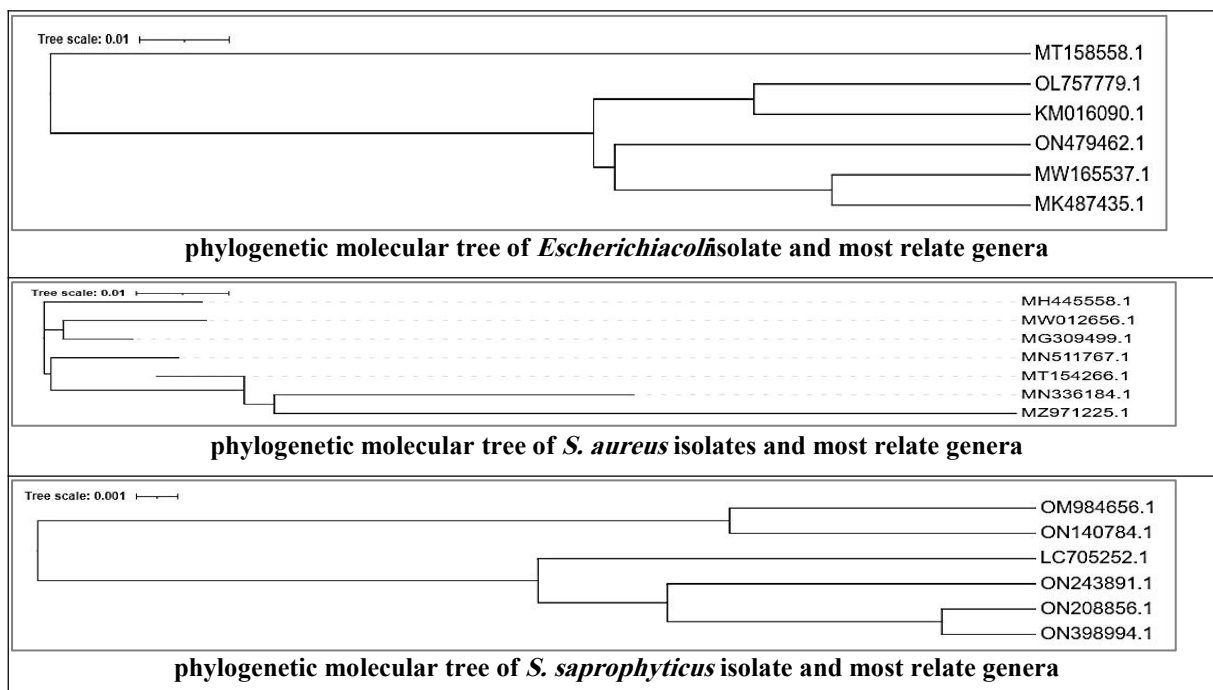 Tree scale: 0.01
MT158558.1
OL757779.1
KM016090.1
ON479462.1
MW165537.1
MK487435.1
phylogenetic molecular tree of Escherichiacoliisolate and most relate genera
Tree scale: 0.01
MH445558.1
MW012656.1
MG309499.1
MN511767.1
MT154266.1
MN336184.1
MZ971225.1
phylogenetic molecular tree of S. aureus isolates and most relate genera
Tree scale: 0.001
OM984656.1
ON140784.1
LC705252.1
ON243891.1
ON208856.1
ON398994.1
phylogenetic molecular tree of S. saprophyticus isolate and most relate genera